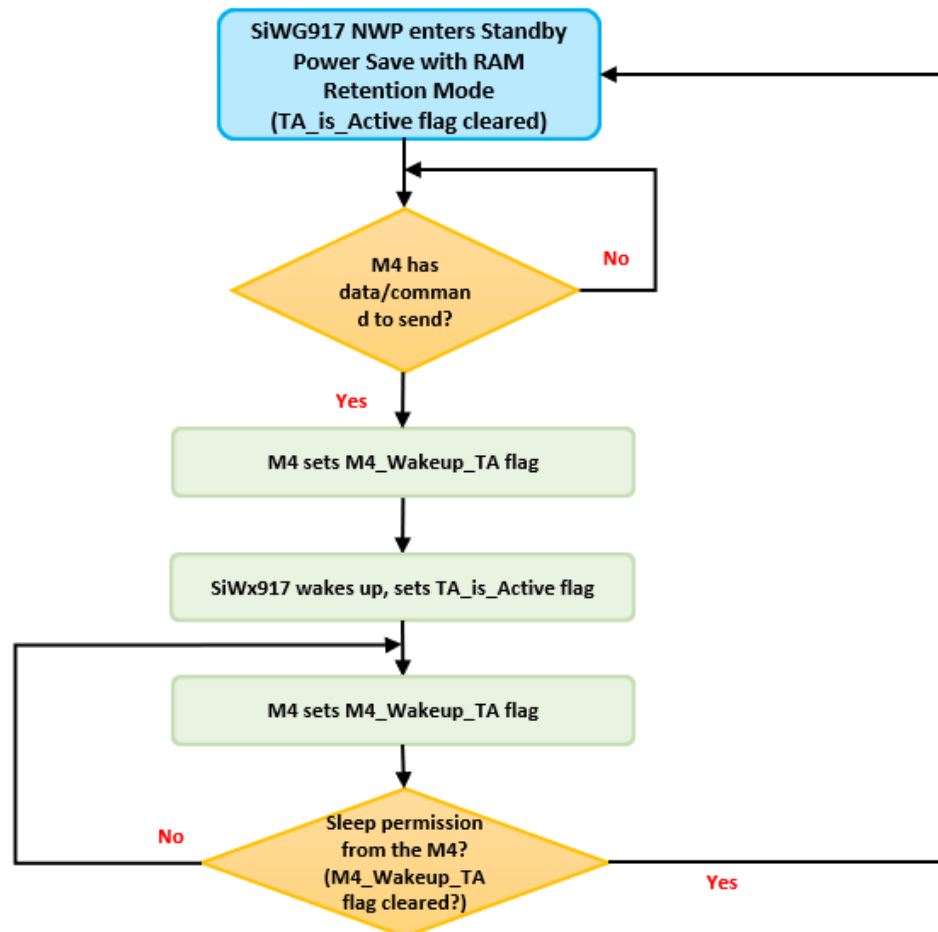 SiWG917 NWP enters Standby
Power Save with RAM
Retention Mode
(TA_is_Active flag cleared)
M4 has
data/comman
d to send?
No
Yes
M4 sets M4_Wakeup_TA flag
SiWx917 wakes up, sets TA_is_Active flag
M4 sets M4_Wakeup_TA flag
Sleep permission
from the M4?
(M4_Wakeup_TA
flag cleared?)
No
Yes